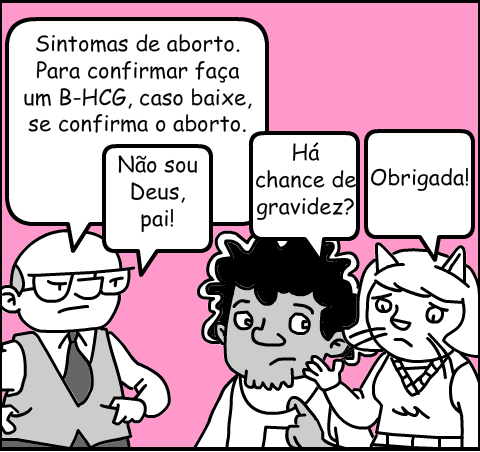 Sintomas de aborto.
Para confirmar faça
um B-HCG, caso baixe,
se confirma o aborto.
Não sou
Deus,
pai!
Há
chance de
gravidez?
Obrigada!